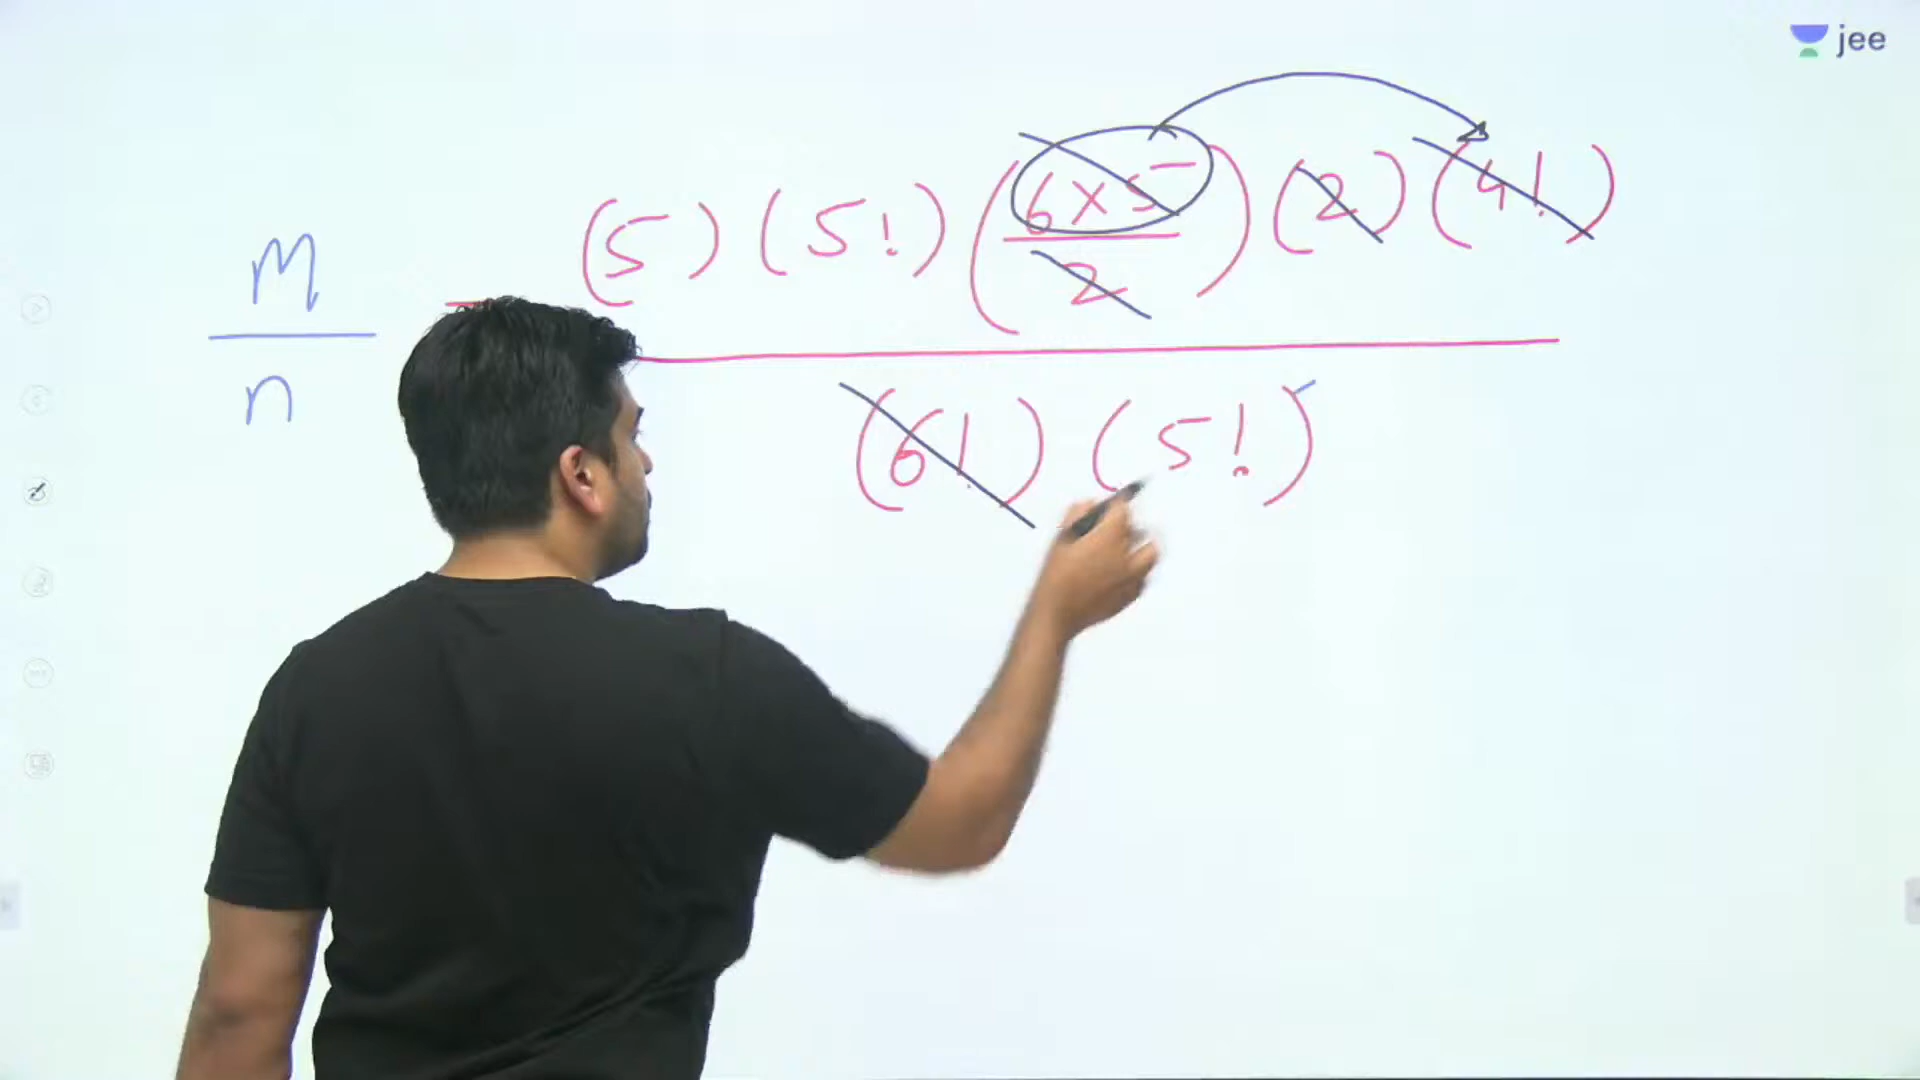 jee
m/n = (5) (5!) (6×5/2) (2) (4!)
(6!) (5!)